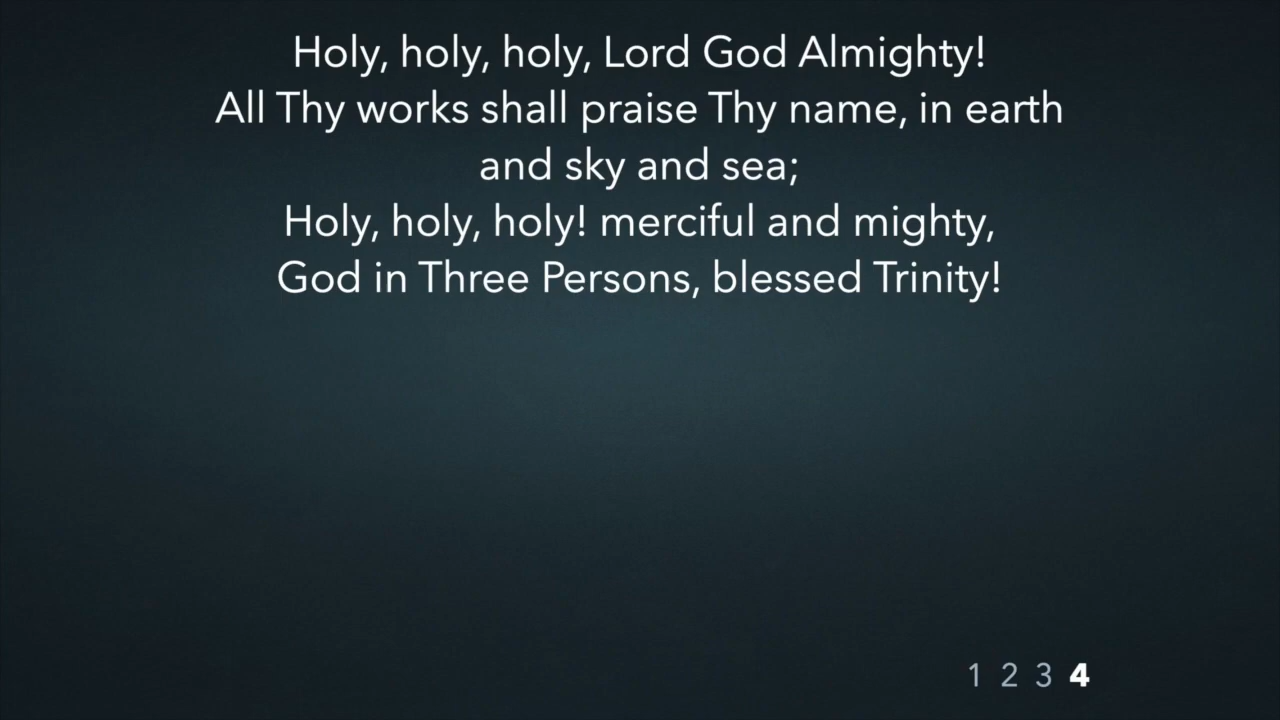 Holy, holy, holy, Lord God Almighty!
All Thy works shall praise Thy name, in earth
and sky and sea;
Holy, holy, holy! merciful and mighty,
God in Three Persons, blessed Trinity!
1 2 3 4